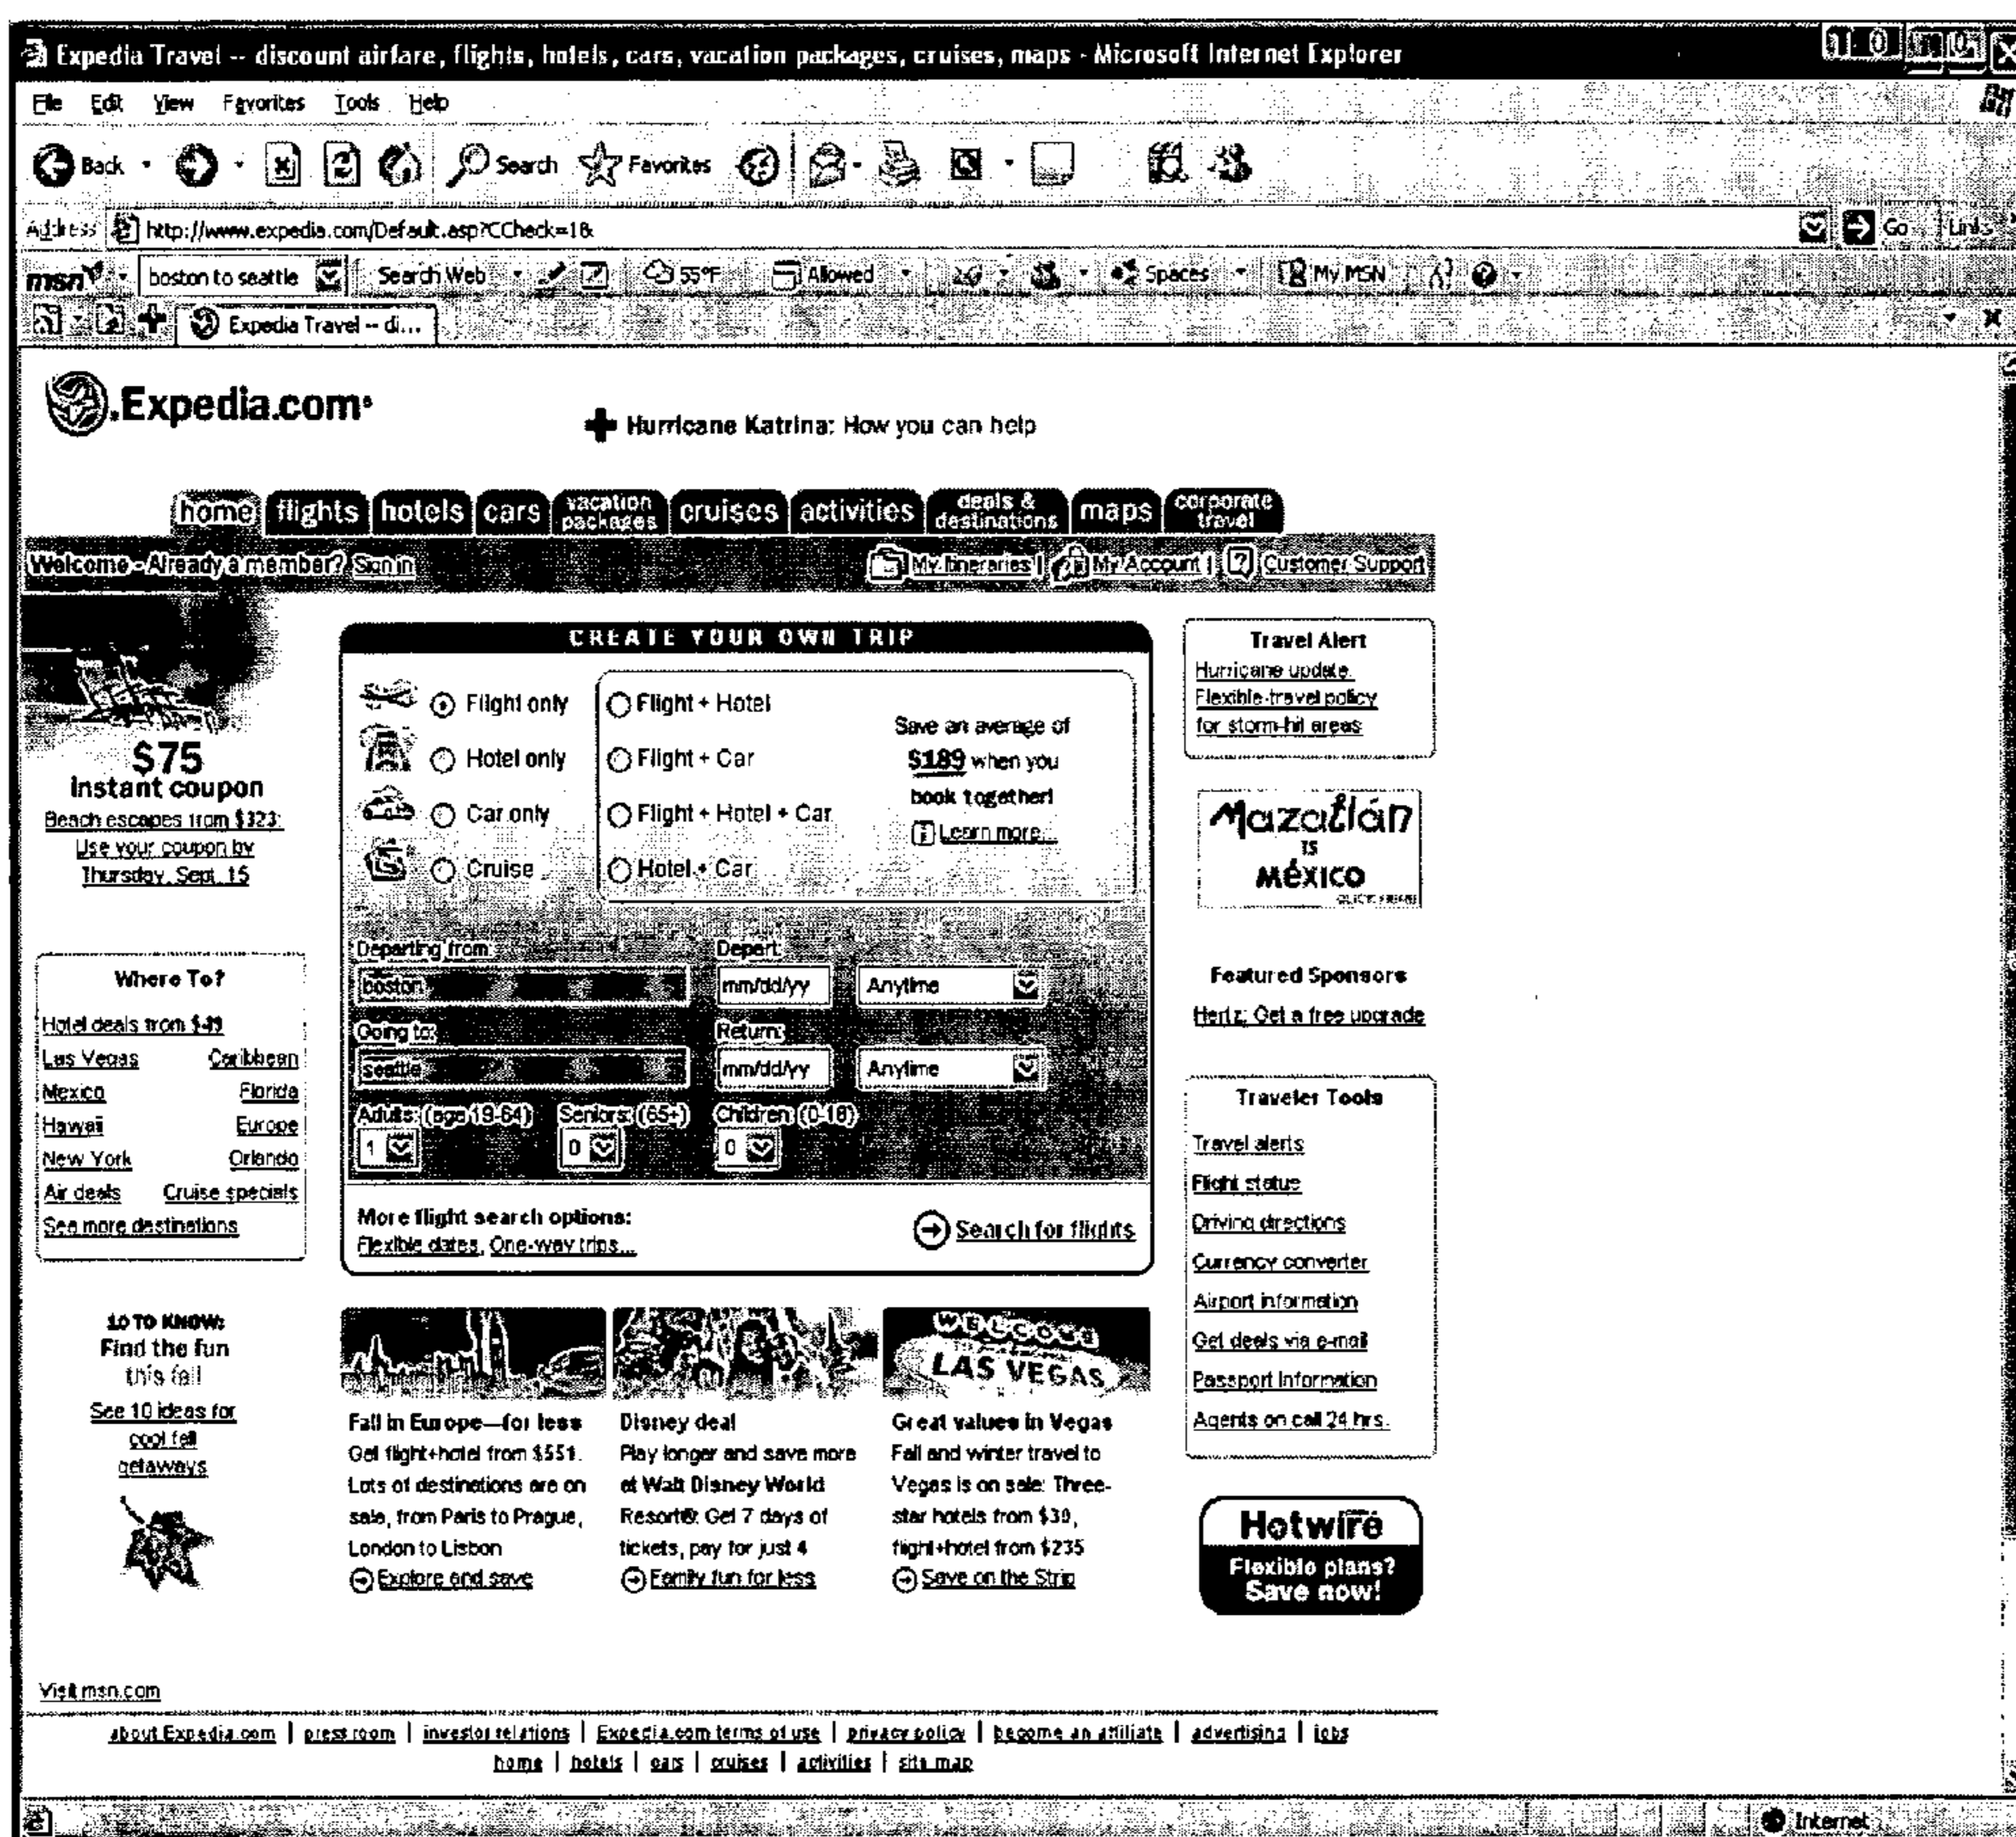 Expedia Travel -- discount airfare, flights, hotels, cars, vacation packages, cruises, maps - Microsoft Internet Explorer
File Edit View Favorites Tools Help
Back Search Favorites
Address http://www.expedia.com/Default.asp?CCheck=1& Go Links
msn boston to seattle Search Web 55°F Allowed Spaces My MSN
Expedia Travel -- di...
Expedia.com
Hurricane Katrina: How you can help
home flights hotels cars vacation packages cruises activities deals & destinations maps corporate travel
Welcome - Already a member? Sign in My Itineraries | My Account | Customer Support
$75
instant coupon
Beach escapes from $323:
Use your coupon by
Thursday, Sept. 15
Where To?
Hotel deals from $49
Las Vegas Caribbean
Mexico Florida
Hawaii Europe
New York Orlando
Air deals Cruise specials
See more destinations
10 TO KNOW:
Find the fun
this fall
See 10 ideas for
cool fall
getaways
CREATE YOUR OWN TRIP
Flight only Flight + Hotel
Hotel only Flight + Car
Car only Flight + Hotel + Car
Cruise Hotel + Car
Save an average of
$189 when you
book together!
Learn more...
Departing from: Depart:
boston mm/dd/yy Anytime
Going to: Return:
seattle mm/dd/yy Anytime
Adults: (age 19-64) Seniors: (65+) Children: (0-18)
1 0 0
More flight search options:
Flexible dates, One-way trips... Search for flights
WELCOME
LAS VEGAS
Fall in Europe—for less
Get flight+hotel from $551.
Lots of destinations are on
sale, from Paris to Prague,
London to Lisbon
Explore and save
Disney deal
Play longer and save more
at Walt Disney World
Resort®: Get 7 days of
tickets, pay for just 4
Family fun for less
Great values in Vegas
Fall and winter travel to
Vegas is on sale: Three-
star hotels from $39,
flight+hotel from $235
Save on the Strip
Travel Alert
Hurricane update.
Flexible-travel policy
for storm-hit areas
Mazatlán
IS
MÉXICO
CLICK HERE
Featured Sponsors
Hertz: Get a free upgrade
Traveler Tools
Travel alerts
Flight status
Driving directions
Currency converter
Airport information
Get deals via e-mail
Passport Information
Agents on call 24 hrs.
Hotwire
Flexible plans?
Save now!
Visit msn.com
about Expedia.com | press room | investor relations | Expedia.com terms of use | privacy policy | become an affiliate | advertising | jobs
home | hotels | cars | cruises | activities | site map
Internet